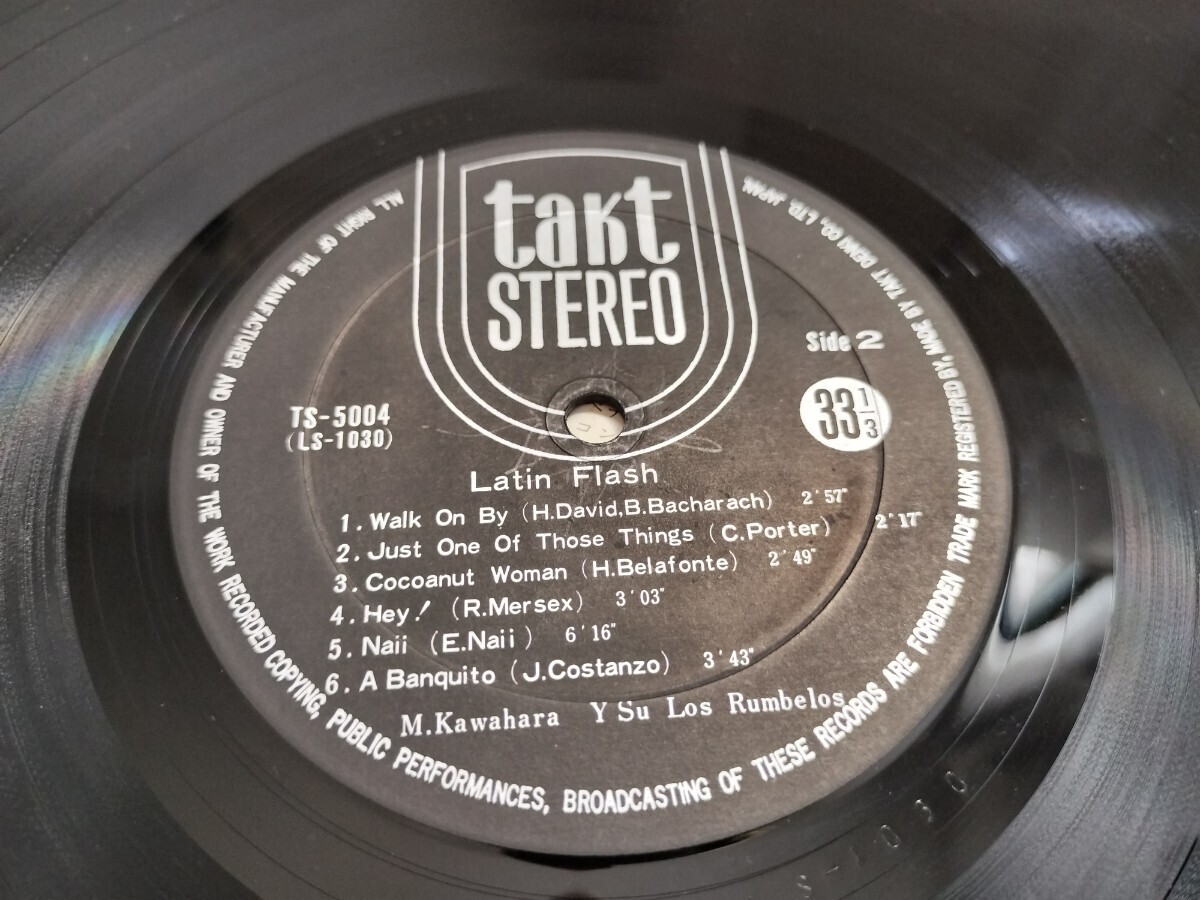 takt
STEREO
Side 2
33 1/3
TS-5004
(LS-1030)
Latin Flash
1. Walk On By (H.David,B.Bacharach) 2'57"
2. Just One Of Those Things (C.Porter) 2'17"
3. Cocoanut Woman (H.Belafonte) 2'49"
4. Hey! (R.Mersex) 3'03"
5. Naii (E.Naii) 6'16"
6. A Banquito (J.Costanzo) 3'43"
M.Kawahara Y Su Los Rumbelos
ALL RIGHT OF THE MANUFACTURER AND OWNER OF THE WORK RECORDED COPYING, PUBLIC PERFORMANCES, BROADCASTING OF THESE RECORDS ARE FORBIDDEN TRADE MARK REGISTERED BY, MADE BY TAKT DENKI CO., LTD. JAPAN.
S-1030